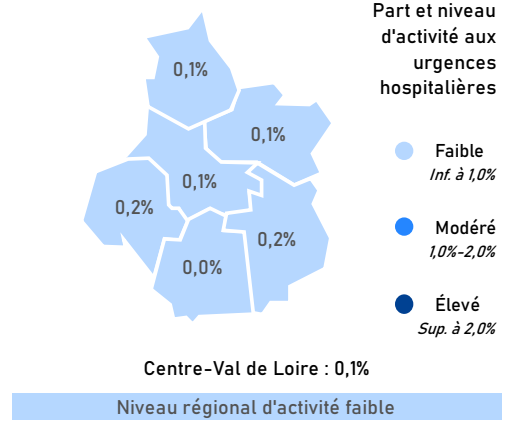 Part et niveau
d'activité aux
urgences
hospitalières
0,1%
0,1%
0,1%
0,2%
0,2%
0,0%
Faible
Inf. à 1,0%
Modéré
1,0%-2,0%
Élevé
Sup. à 2,0%
Centre-Val de Loire : 0,1%
Niveau régional d'activité faible